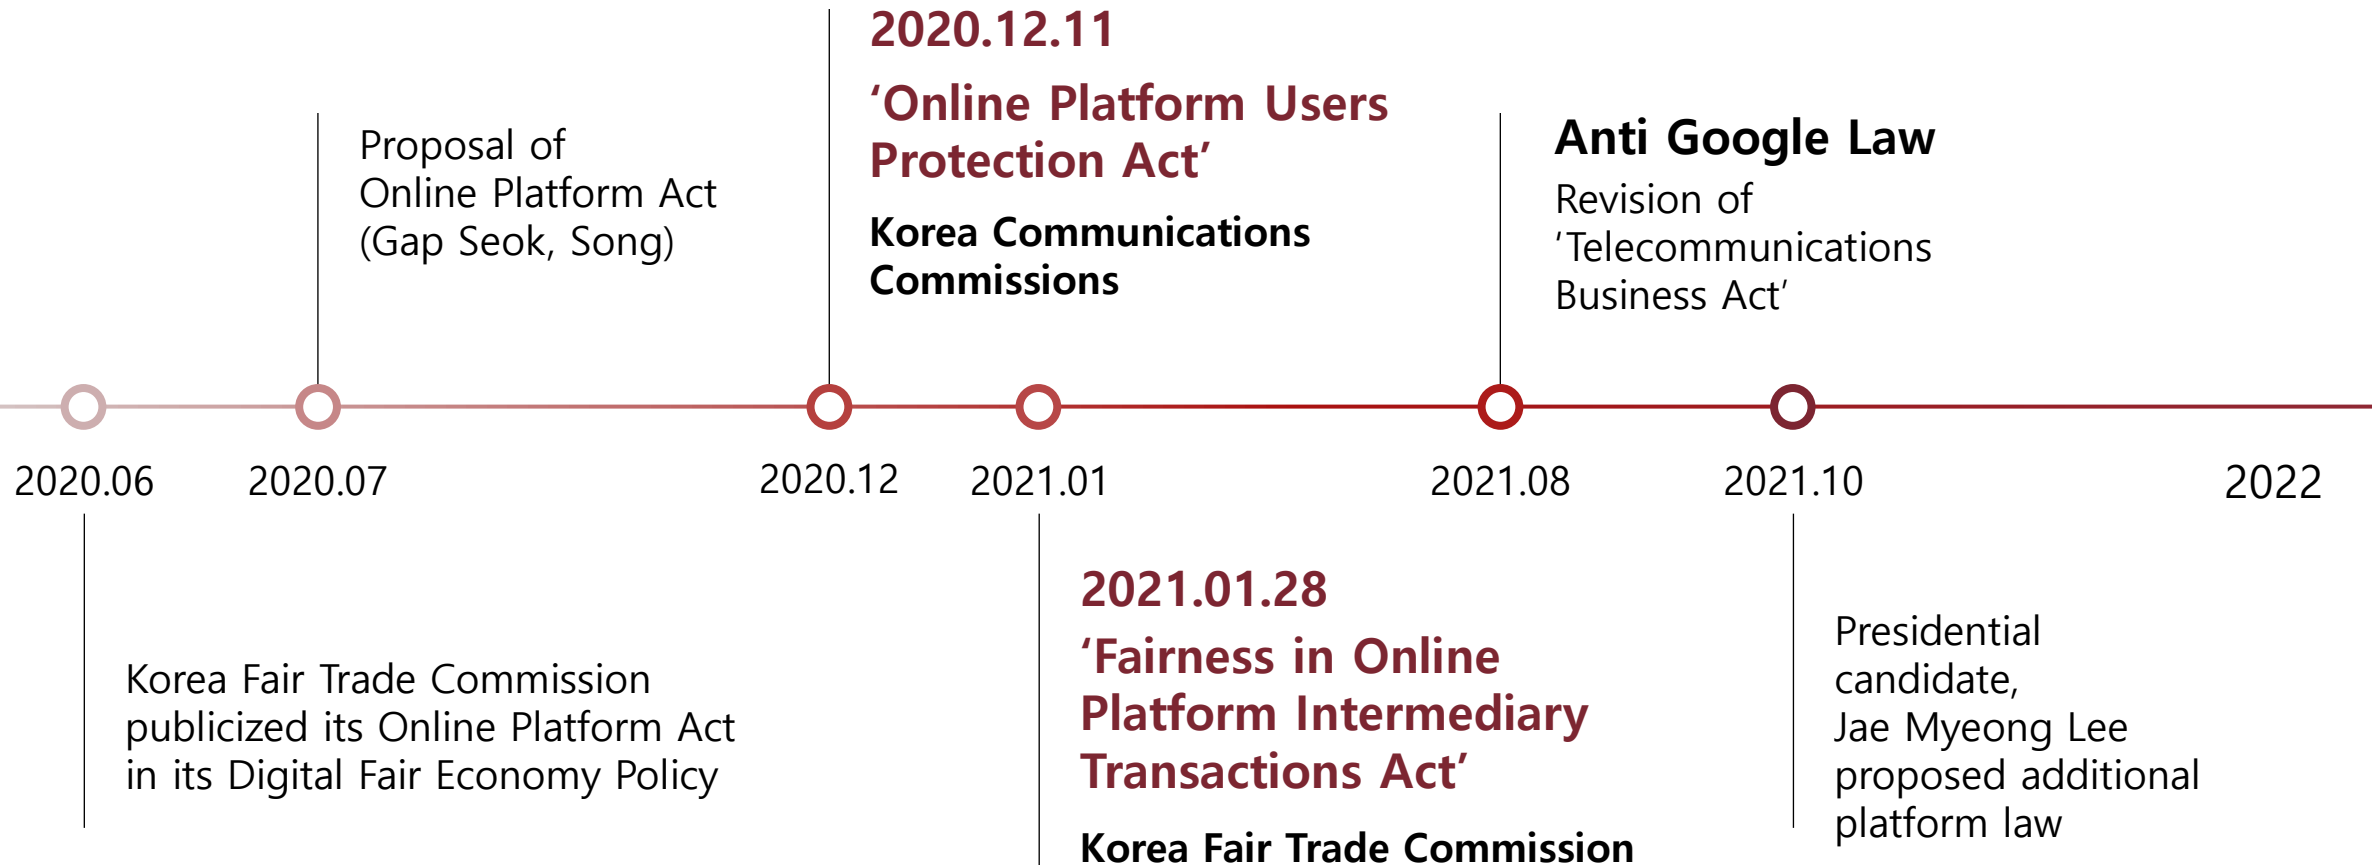 2020.12.11
‘Online Platform Users
Protection Act’
Korea Communications
Commissions
Proposal of
Online Platform Act
(Gap Seok, Song)
Anti Google Law
Revision of
‘Telecommunications
Business Act’
2020.06
2020.07
2020.12
2021.01
2021.08
2021.10
2022
Korea Fair Trade Commission
publicized its Online Platform Act
in its Digital Fair Economy Policy
2021.01.28
‘Fairness in Online
Platform Intermediary
Transactions Act’
Korea Fair Trade Commission
Presidential
candidate,
Jae Myeong Lee
proposed additional
platform law